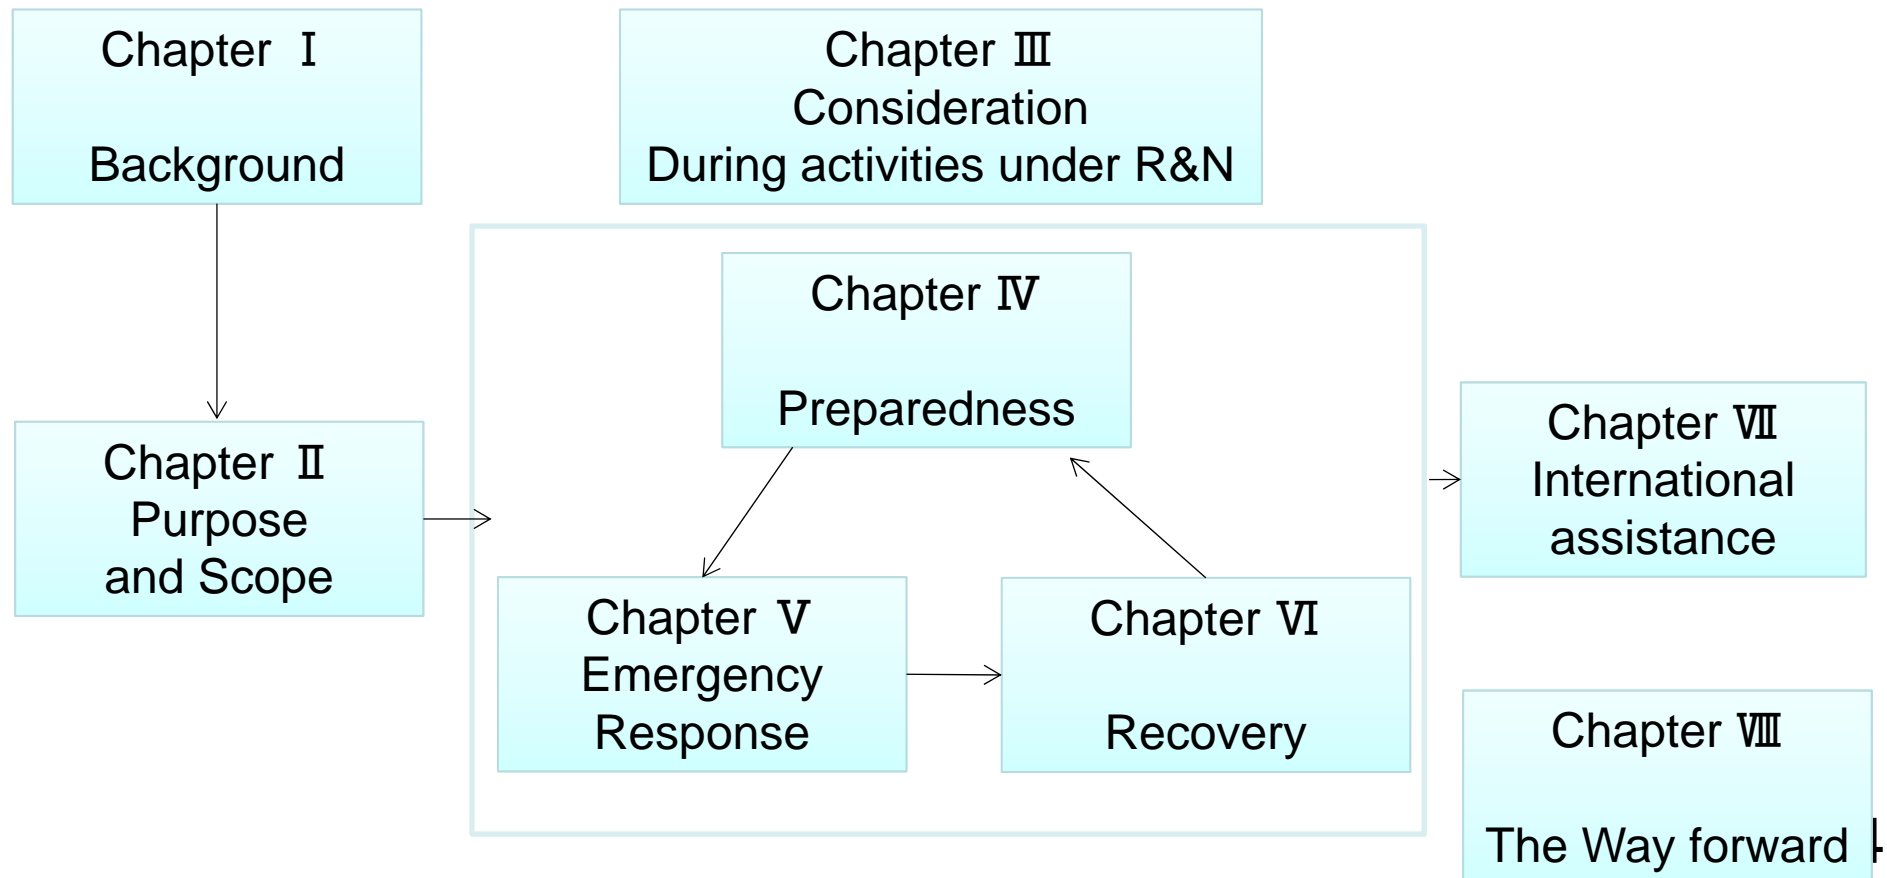 Chapter Ⅰ
Background
Chapter Ⅲ
Consideration
During activities under R&N
Chapter Ⅳ
Preparedness
Chapter Ⅱ
Purpose
and Scope
Chapter Ⅴ
Emergency
Response
Chapter Ⅵ
Recovery
Chapter Ⅶ
International
assistance
Chapter Ⅷ
The Way forward